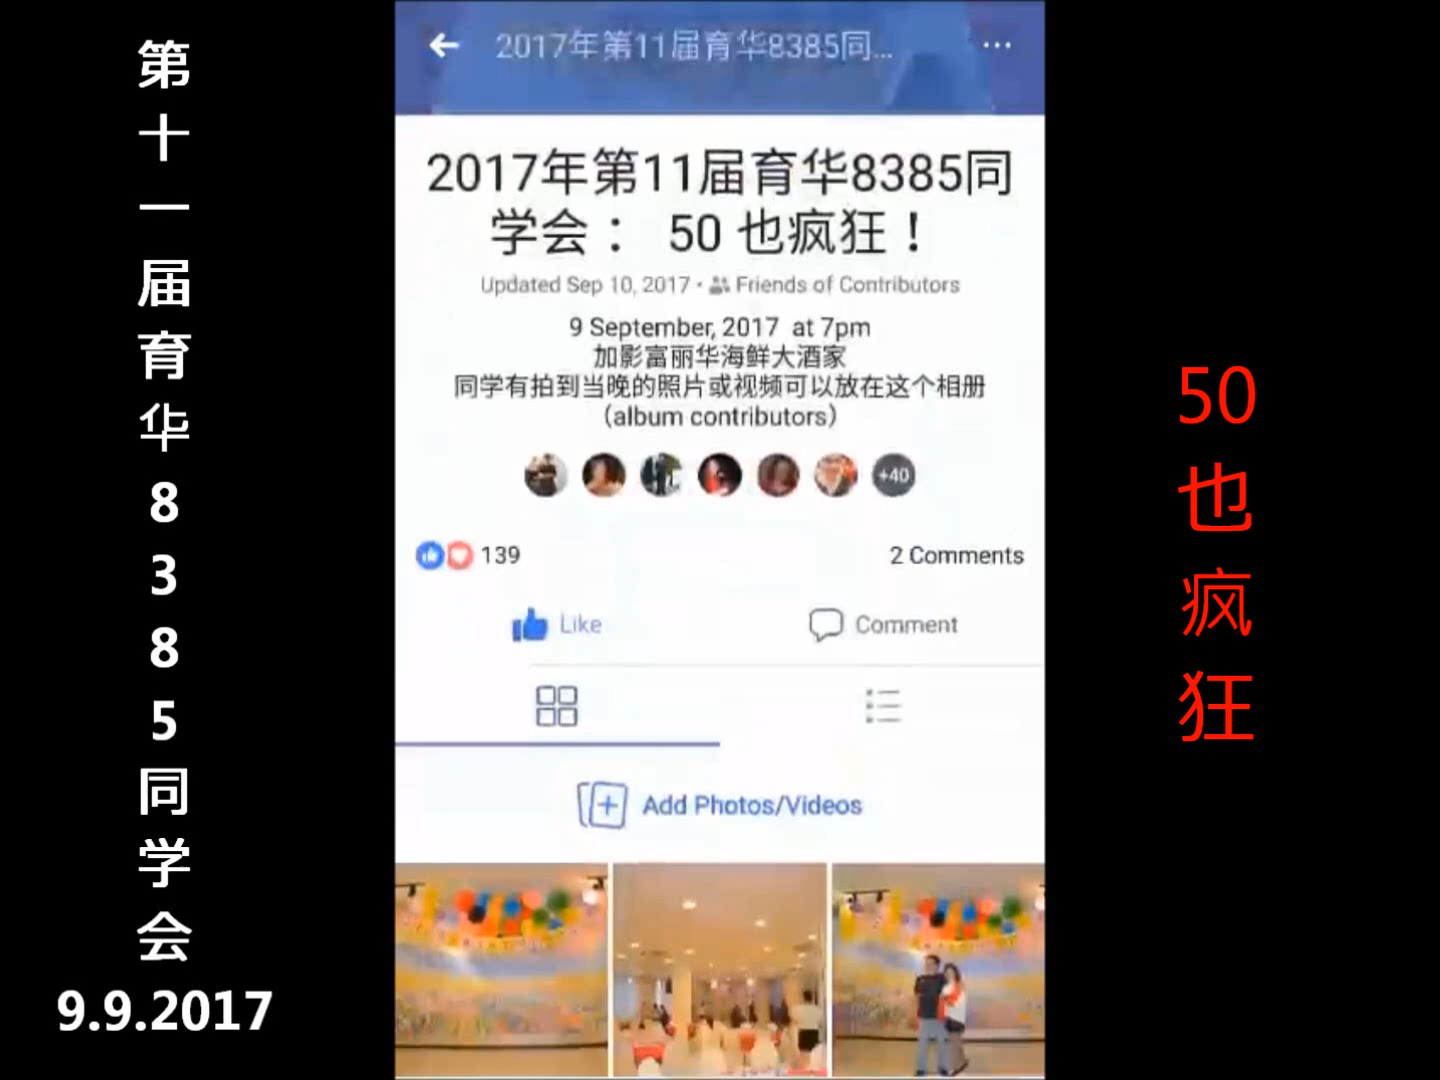 第十一届育华8385同学会
9.9.2017
2017年第11届育华8385同...
2017年第11届育华8385同
学会： 50 也疯狂！
Updated Sep 10, 2017 · Friends of Contributors
9 September, 2017 at 7pm
加影富丽华海鲜大酒家
同学有拍到当晚的照片或视频可以放在这个相册
（album contributors）
+40
139
2 Comments
Like
Comment
Add Photos/Videos
50也疯狂